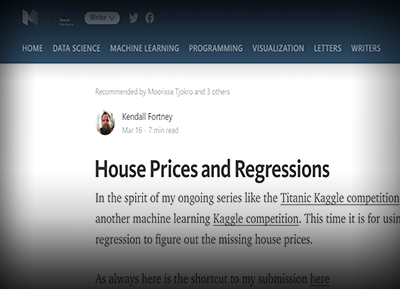 Writer
HOME DATA SCIENCE MACHINE LEARNING PROGRAMMING VISUALIZATION LETTERS WRITERS
Recommended by Moorissa Tjokro and 3 others
Kendall Fortney
Mar 16 · 7 min read
House Prices and Regressions
In the spirit of my ongoing series like the Titanic Kaggle competition
another machine learning Kaggle competition. This time it is for usin
regression to figure out the missing house prices.
As always here is the shortcut to my submission here